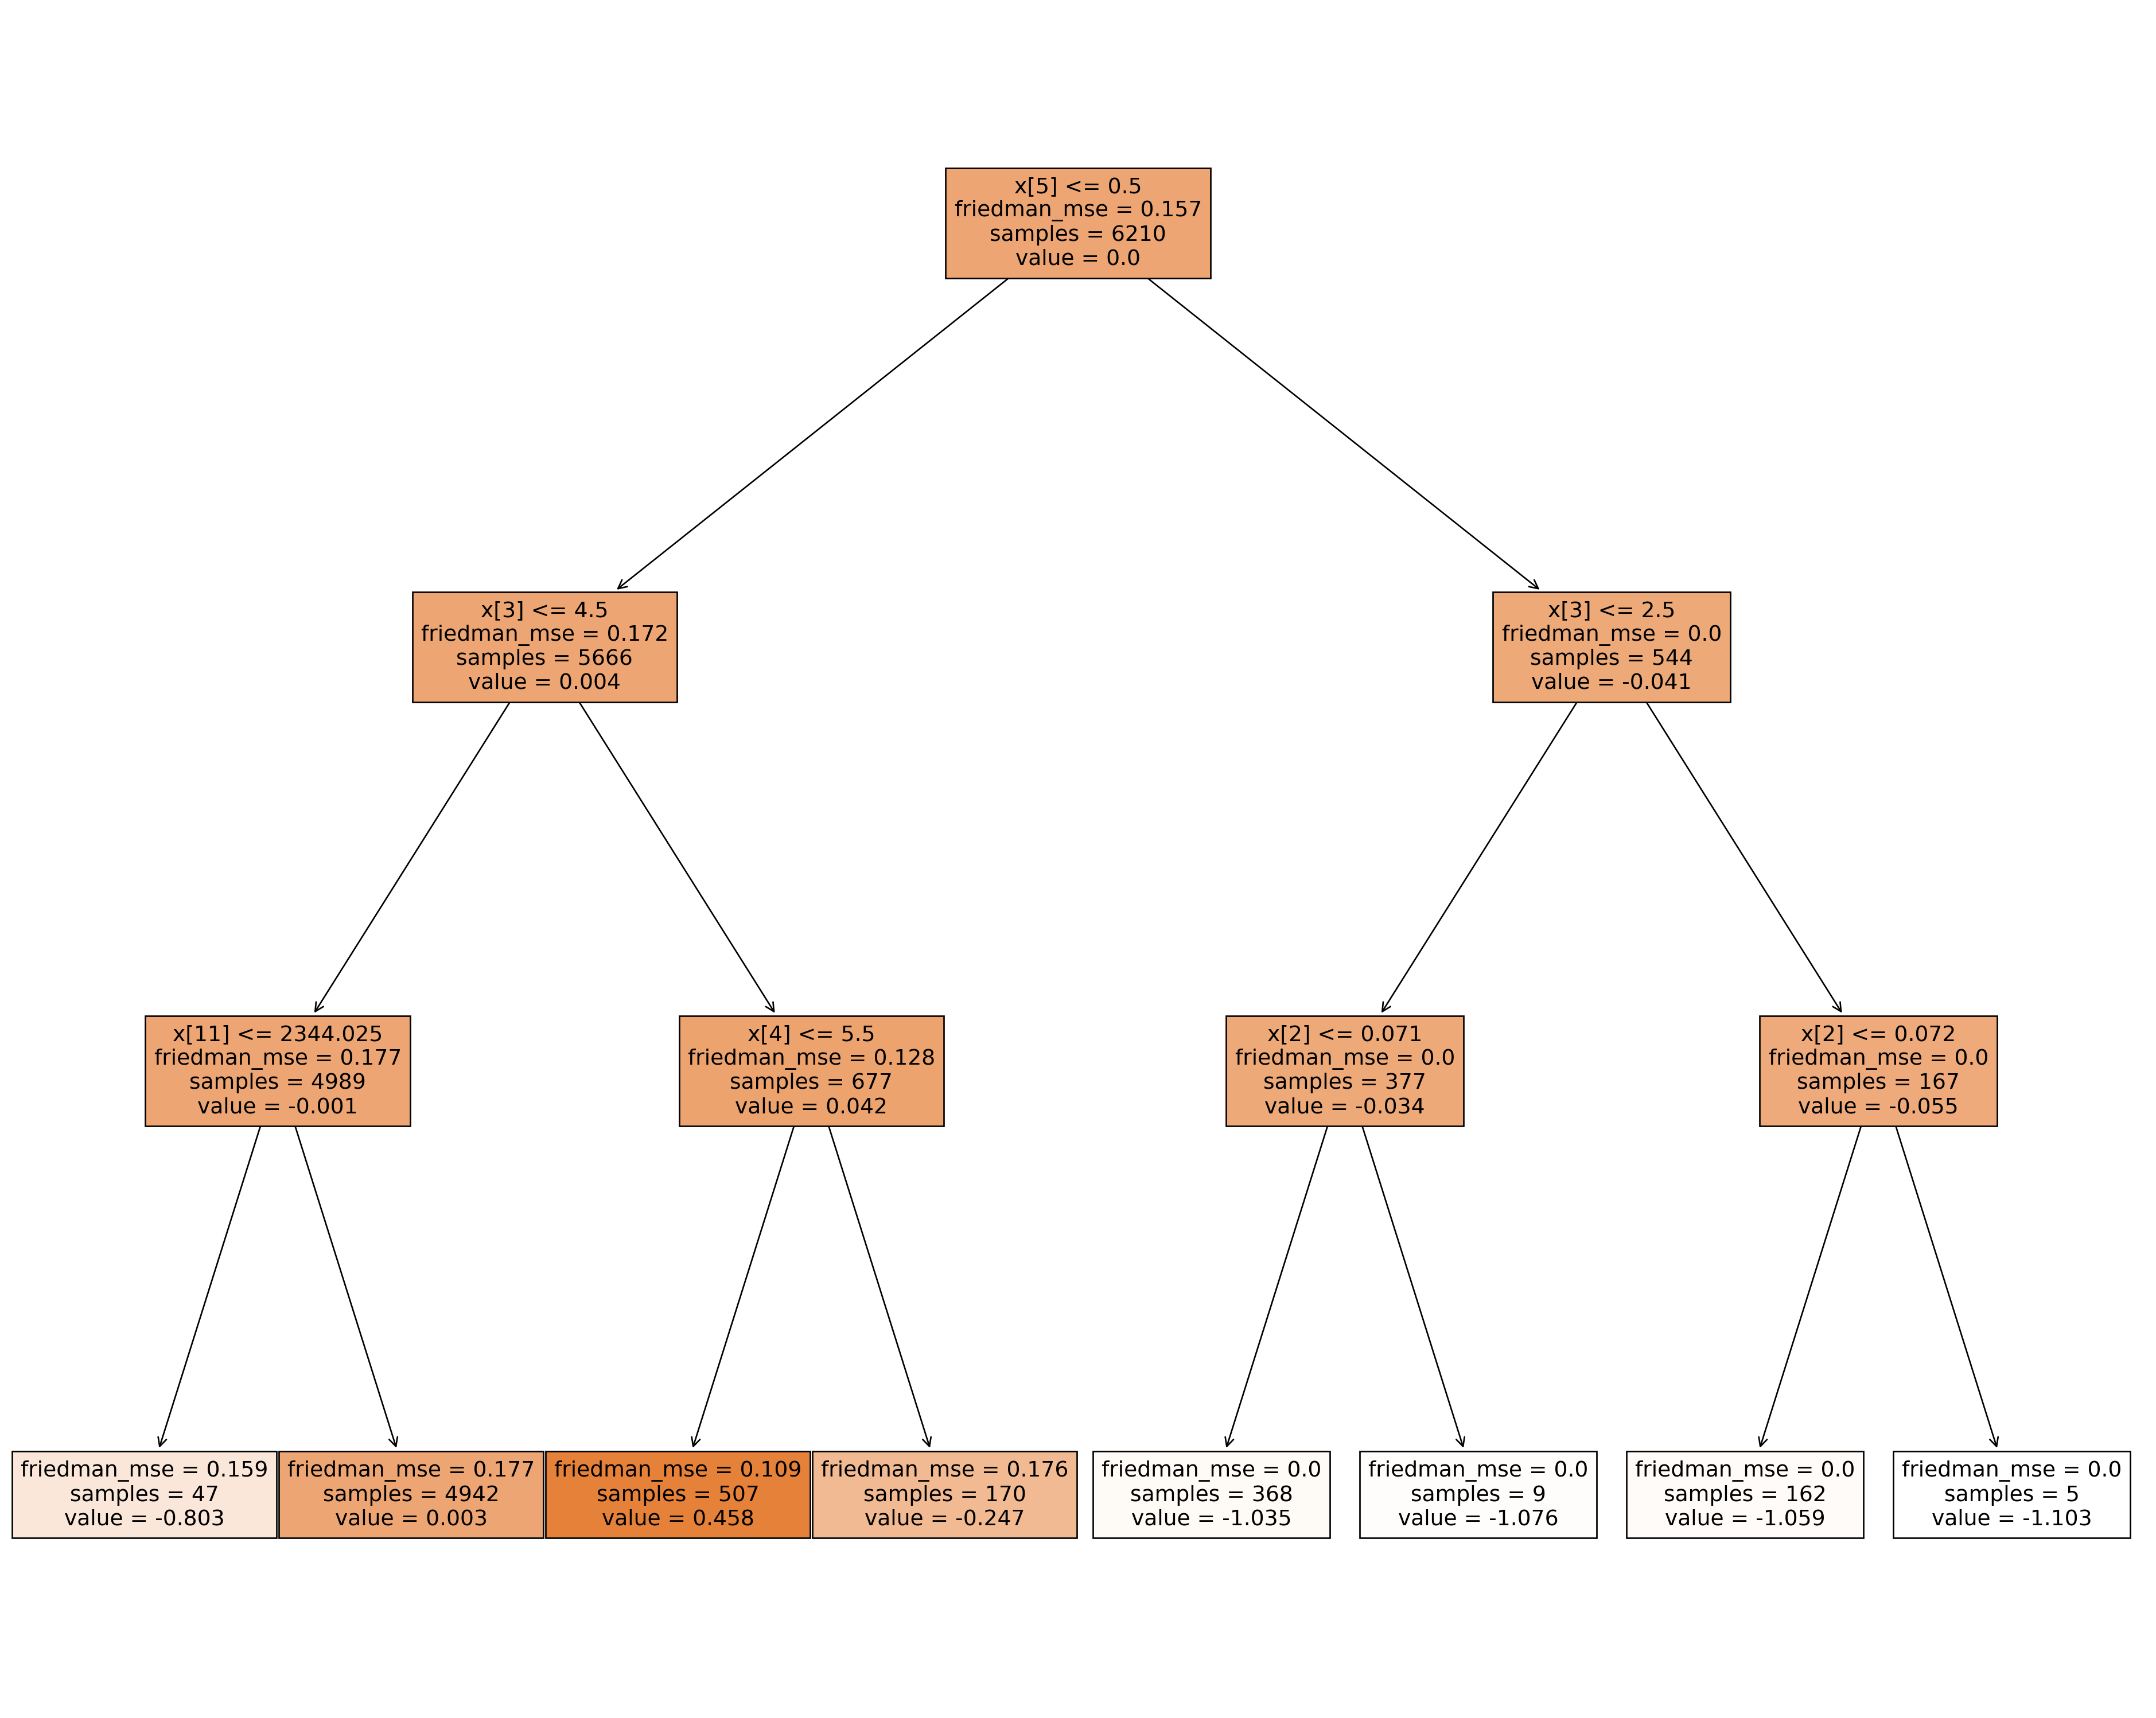 x[5] <= 0.5
friedman_mse = 0.157
samples = 6210
value = 0.0
x[3] <= 4.5
friedman_mse = 0.172
samples = 5666
value = 0.004
x[3] <= 2.5
friedman_mse = 0.0
samples = 544
value = -0.041
x[11] <= 2344.025
friedman_mse = 0.177
samples = 4989
value = -0.001
x[4] <= 5.5
friedman_mse = 0.128
samples = 677
value = 0.042
x[2] <= 0.071
friedman_mse = 0.0
samples = 377
value = -0.034
x[2] <= 0.072
friedman_mse = 0.0
samples = 167
value = -0.055
friedman_mse = 0.159
samples = 47
value = -0.803
friedman_mse = 0.177
samples = 4942
value = 0.003
friedman_mse = 0.109
samples = 507
value = 0.458
friedman_mse = 0.176
samples = 170
value = -0.247
friedman_mse = 0.0
samples = 368
value = -1.035
friedman_mse = 0.0
samples = 9
value = -1.076
friedman_mse = 0.0
samples = 162
value = -1.059
friedman_mse = 0.0
samples = 5
value = -1.103